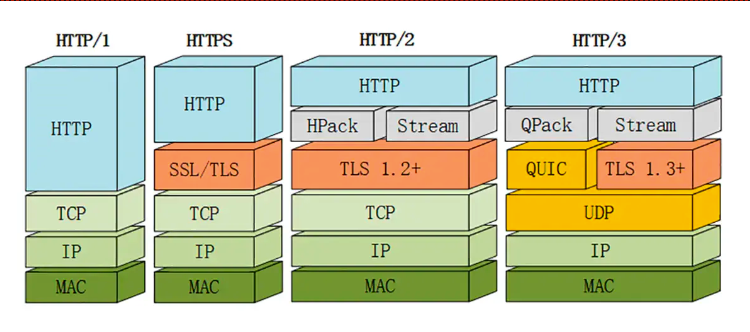 HTTP/1 HTTPS HTTP/2 HTTP/3
HTTP HTTP HTTP HTTP
HPack Stream QPack Stream
SSL/TLS TLS 1.2+ QUIC TLS 1.3+
TCP TCP TCP UDP
IP IP IP IP
MAC MAC MAC MAC